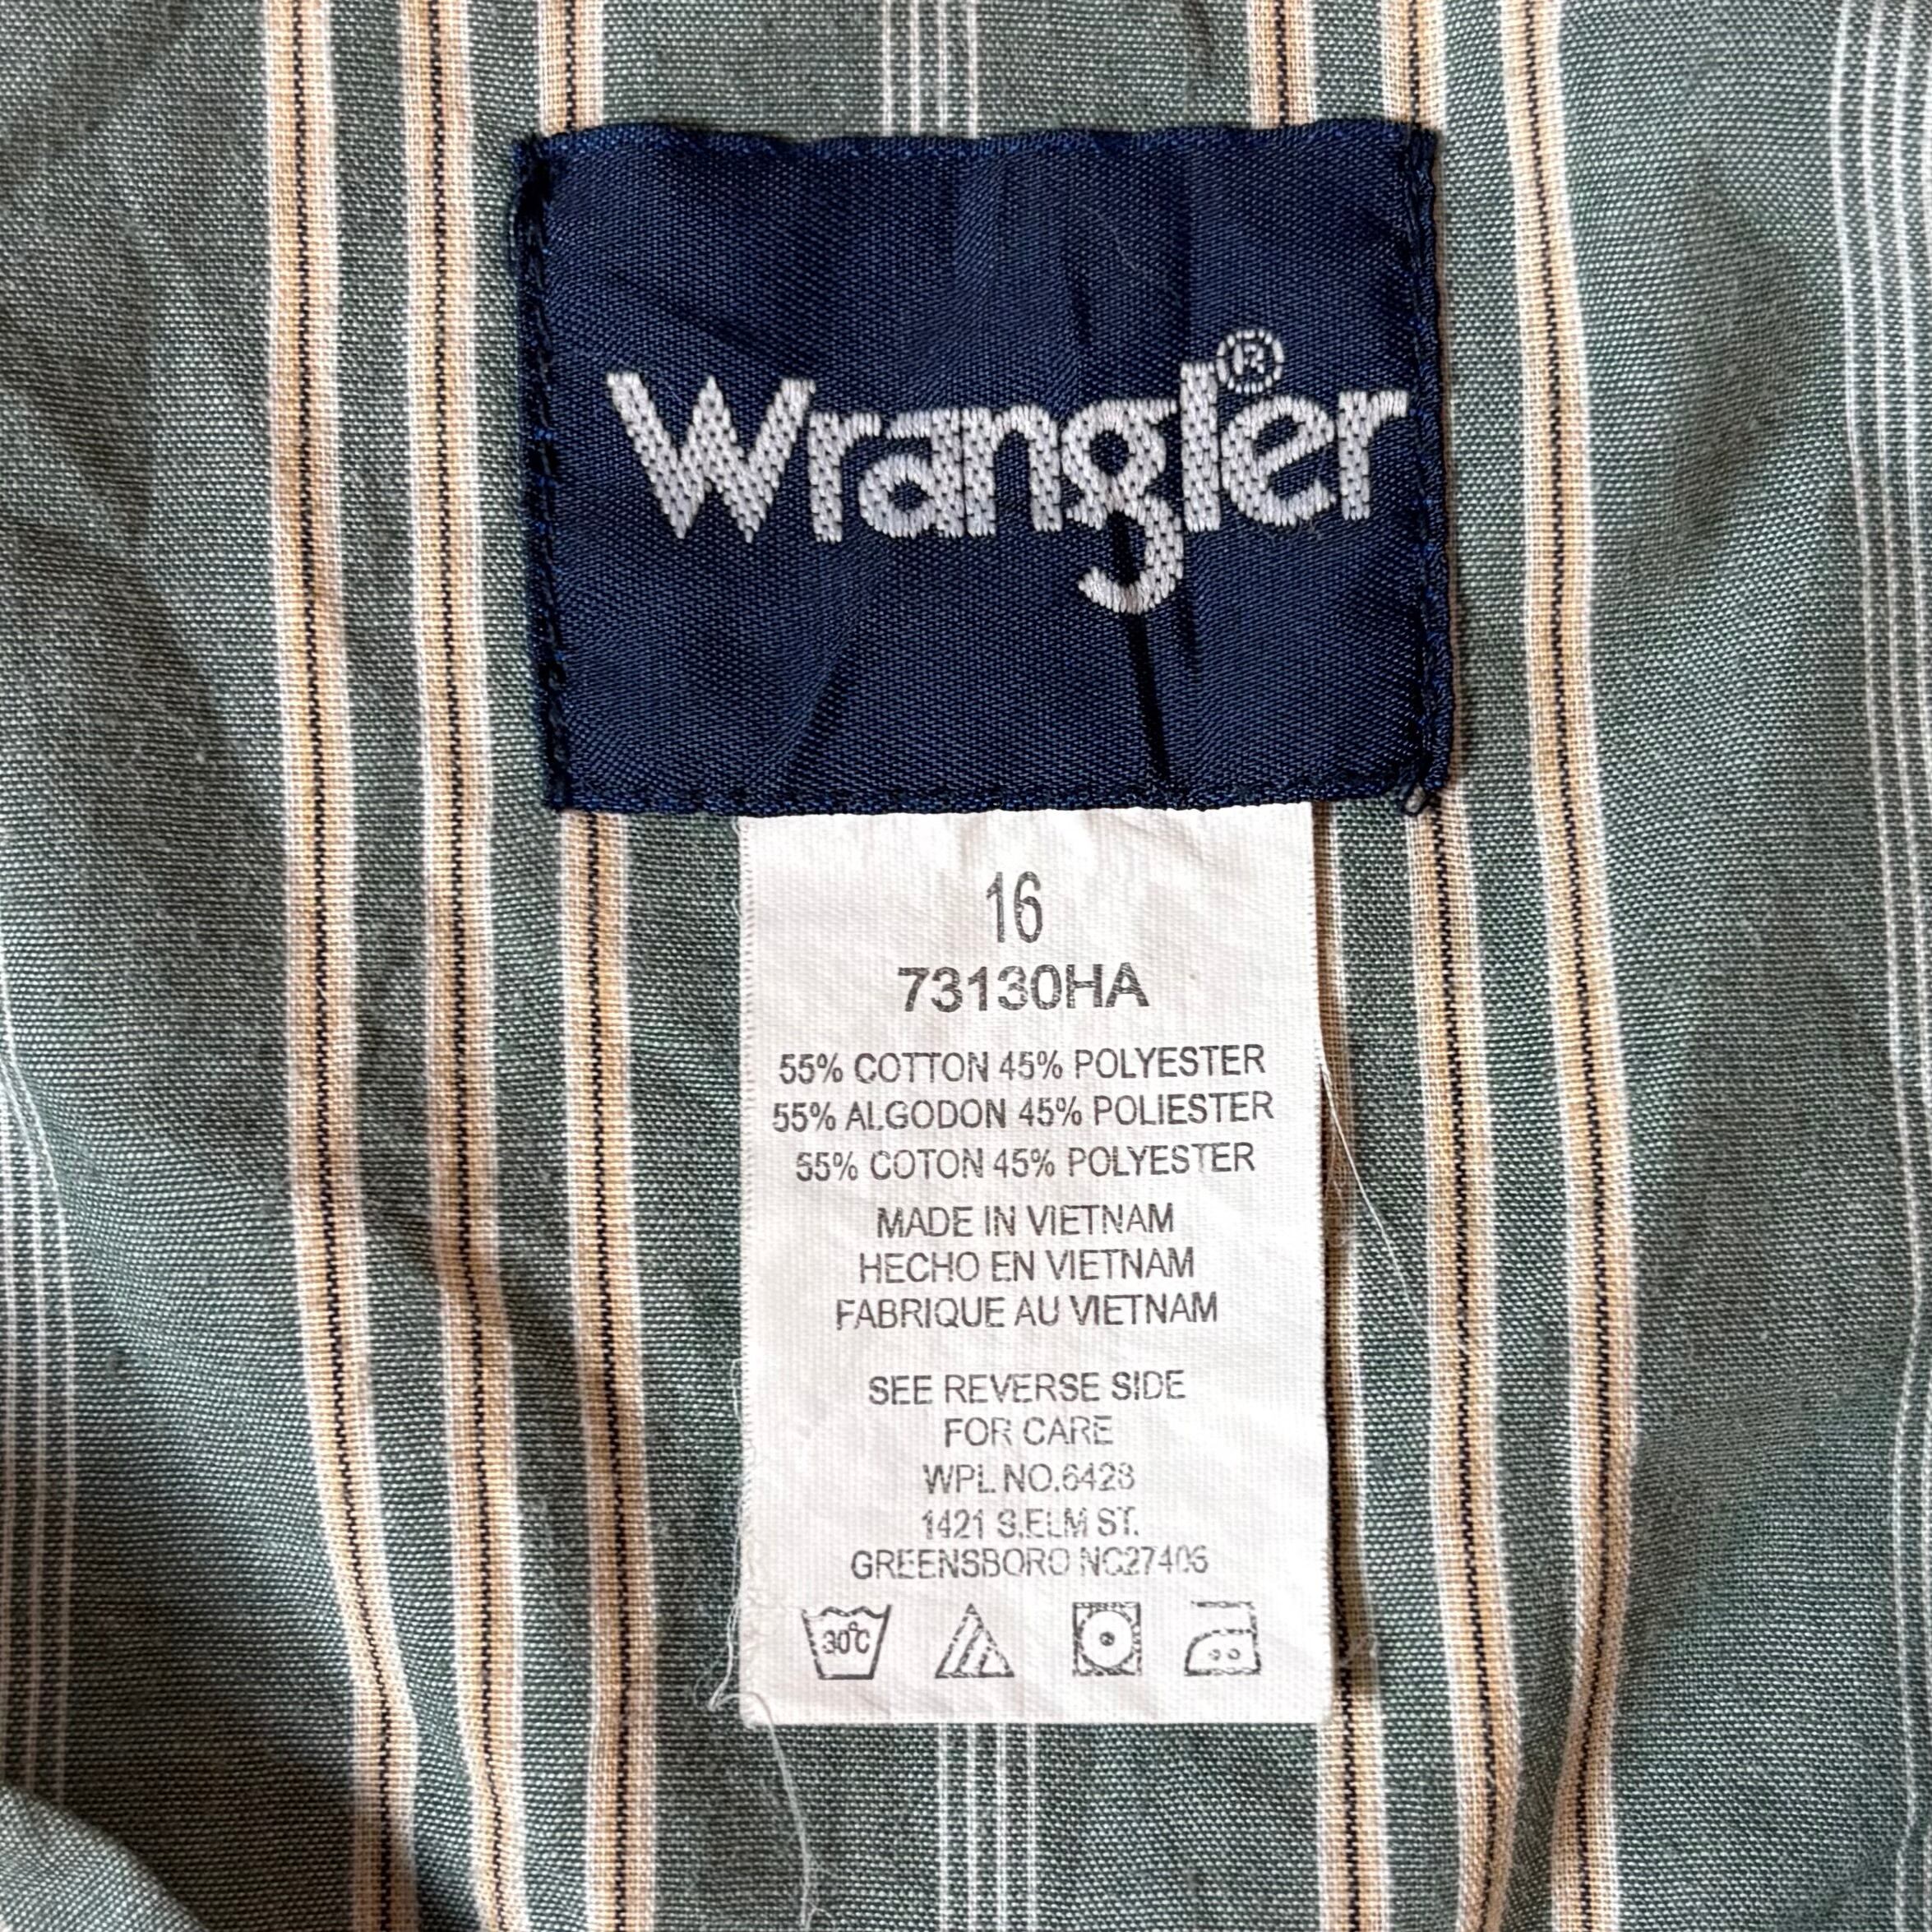 Wrangler®
16
73130HA
55% COTTON 45% POLYESTER
55% ALGODON 45% POLIESTER
55% COTON 45% POLYESTER
MADE IN VIETNAM
HECHO EN VIETNAM
FABRIQUE AU VIETNAM
SEE REVERSE SIDE
FOR CARE
WPL NO.6428
1421 S.ELM ST.
GREENSBORO NC27406
30°C